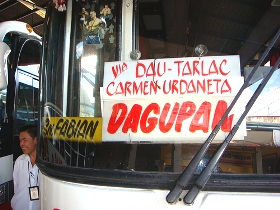 VIA DAU-TARLAC
CARMEN-URDANETA
DAGUPAN
SN. FABIAN